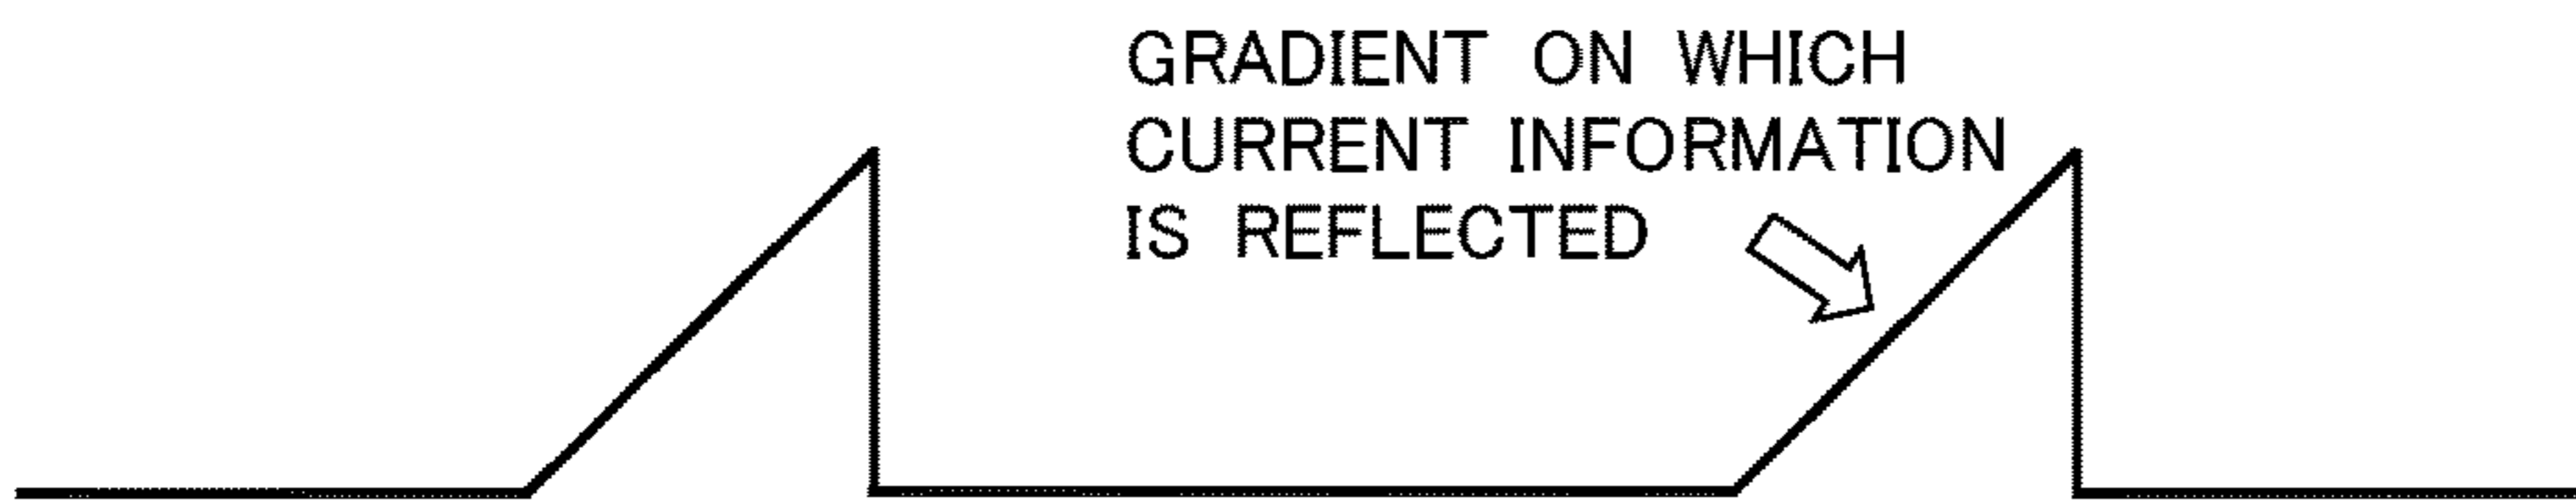 GRADIENT ON WHICH
CURRENT INFORMATION
IS REFLECTED